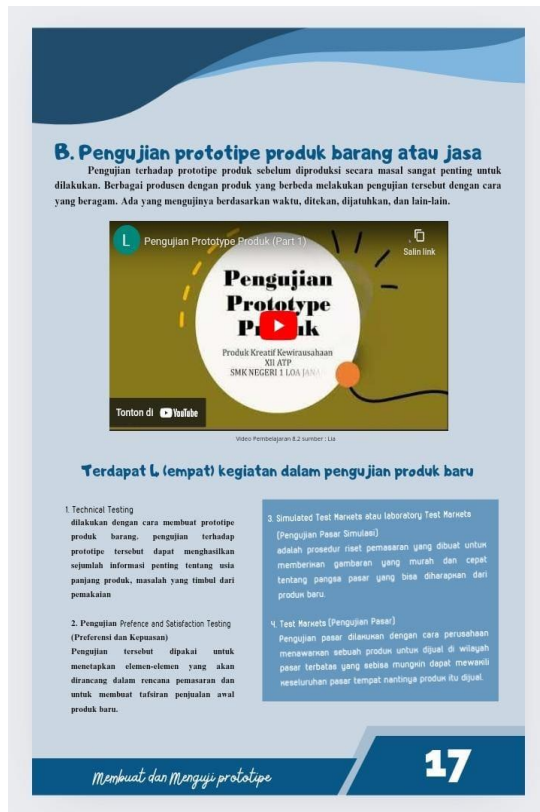 B. Pengujian prototipe produk barang atau jasa
Pengujian terhadap prototipe produk sebelum diproduksi secara masal sangat penting untuk
dilakukan. Berbagai produsen dengan produk yang berbeda melakukan pengujian tersebut dengan cara
yang beragam. Ada yang mengujinya berdasarkan waktu, ditekan, dijatuhkan, dan lain-lain.
L Pengujian Prototype Produk (Part 1)
Salin link
Pengujian
Prototype
Produk Kreatif Kewirausahaan
XII ATP
SMK NEGERI 1 LOA JANAN
Tonton di YouTube
Video Pembelajaran 8.2 sumber : Lia
Terdapat 4 (empat) kegiatan dalam pengujian produk baru
1. Technical Testing
dilakukan dengan cara membuat prototipe
produk barang. pengujian terhadap
prototipe tersebut dapat menghasilkan
sejumlah informasi penting tentang usia
panjang produk, masalah yang timbul dari
pemakaian
2. Pengujian Prefence and Satisfaction Testing
(Preferensi dan Kepuasan)
Pengujian tersebut dipakai untuk
menetapkan elemen-elemen yang akan
dirancang dalam rencana pemasaran dan
untuk membuat tafsiran penjualan awal
produk baru.
3. Simulated Test Markets atau laboratory Test Markets
(Pengujian Pasar Simulasi)
adalah prosedur riset pemasaran yang dibuat untuk
memberikan gambaran yang murah dan cepat
tentang pangsa pasar yang bisa diharapkan dari
produk baru.
4. Test Markets (Pengujian Pasar)
Pengujian pasar dilakukan dengan cara perusahaan
menawarkan sebuah produk untuk dijual di wilayah
pasar terbatas yang sebisa mungkin dapat mewakili
keseluruhan pasar tempat nantinya produk itu dijual.
Membuat dan Menguji prototipe
17